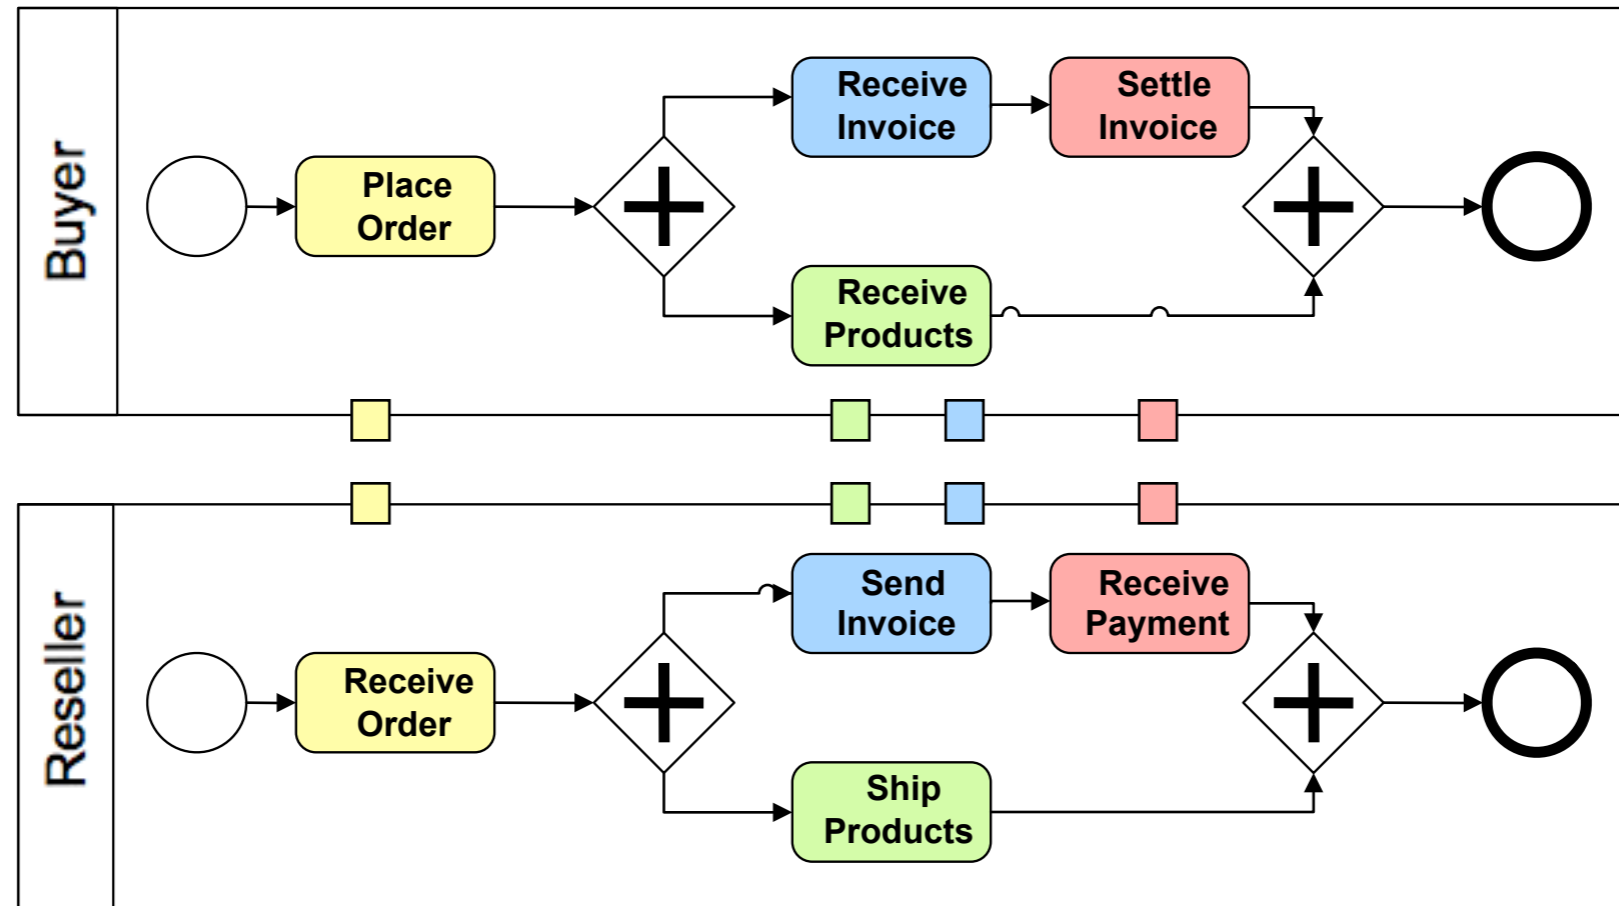 Buyer
Place
Order
Receive
Invoice
Settle
Invoice
Receive
Products
Reseller
Receive
Order
Send
Invoice
Receive
Payment
Ship
Products